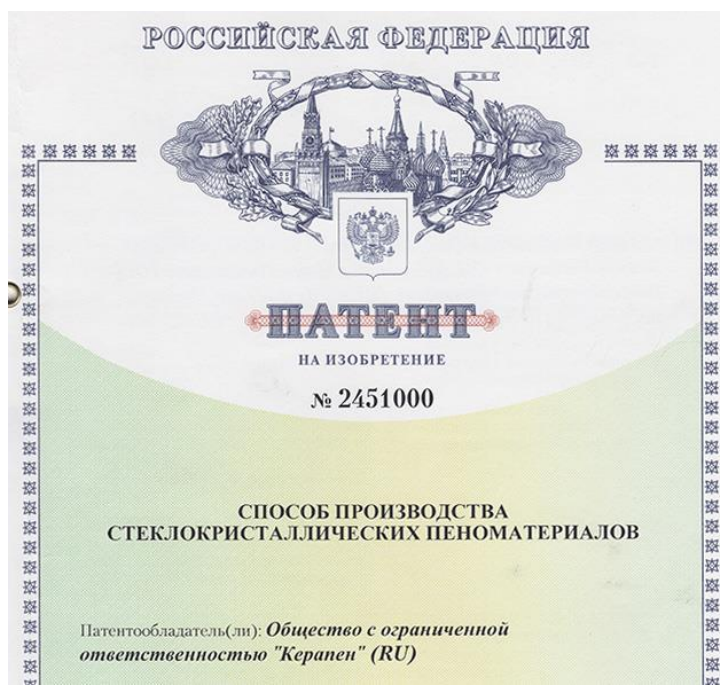 РОССИЙСКАЯ ФЕДЕРАЦИЯ
ПАТЕНТ
НА ИЗОБРЕТЕНИЕ
№ 2451000
СПОСОБ ПРОИЗВОДСТВА
СТЕКЛОКРИСТАЛЛИЧЕСКИХ ПЕНОМАТЕРИАЛОВ
Патентообладатель(ли): Общество с ограниченной
ответственностью "Керапен" (RU)